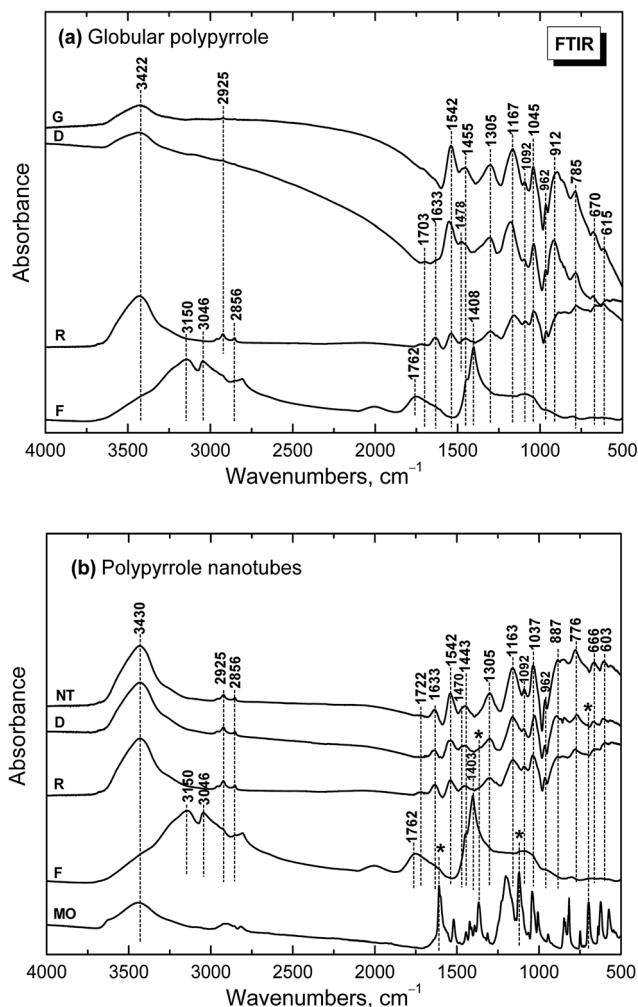 (a) Globular polypyrrole
FTIR
3422
2925
1542
1455
1305
1167
1092
1045
962
912
785
670
615
G
D
1703
1633
1478
3150
3046
2856
1762
1408
R
F
Absorbance
4000 3500 3000 2500 2000 1500 1000 500
Wavenumbers, cm−1
(b) Polypyrrole nanotubes
3430
2925
2856
1722
1633
1542
1470
1443
1305
1163
1092
1037
962
887
776
666
603
NT
D
*
*
R
3150
3046
1762
1403
F
*
*
MO
Absorbance
4000 3500 3000 2500 2000 1500 1000 500
Wavenumbers, cm−1